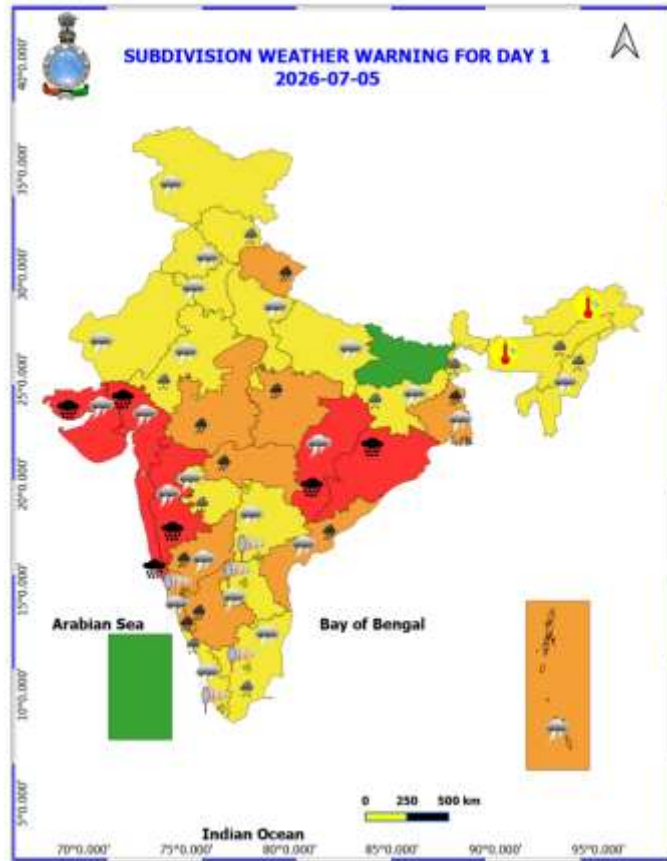 SUBDIVISION WEATHER WARNING FOR DAY 1
2026-07-05
40°0.000'
35°0.000'
30°0.000'
25°0.000'
20°0.000'
15°0.000'
10°0.000'
5°0.000'
Arabian Sea
Bay of Bengal
0 250 500 km
Indian Ocean
70°0.000' 75°0.000' 80°0.000' 85°0.000' 90°0.000' 95°0.000'